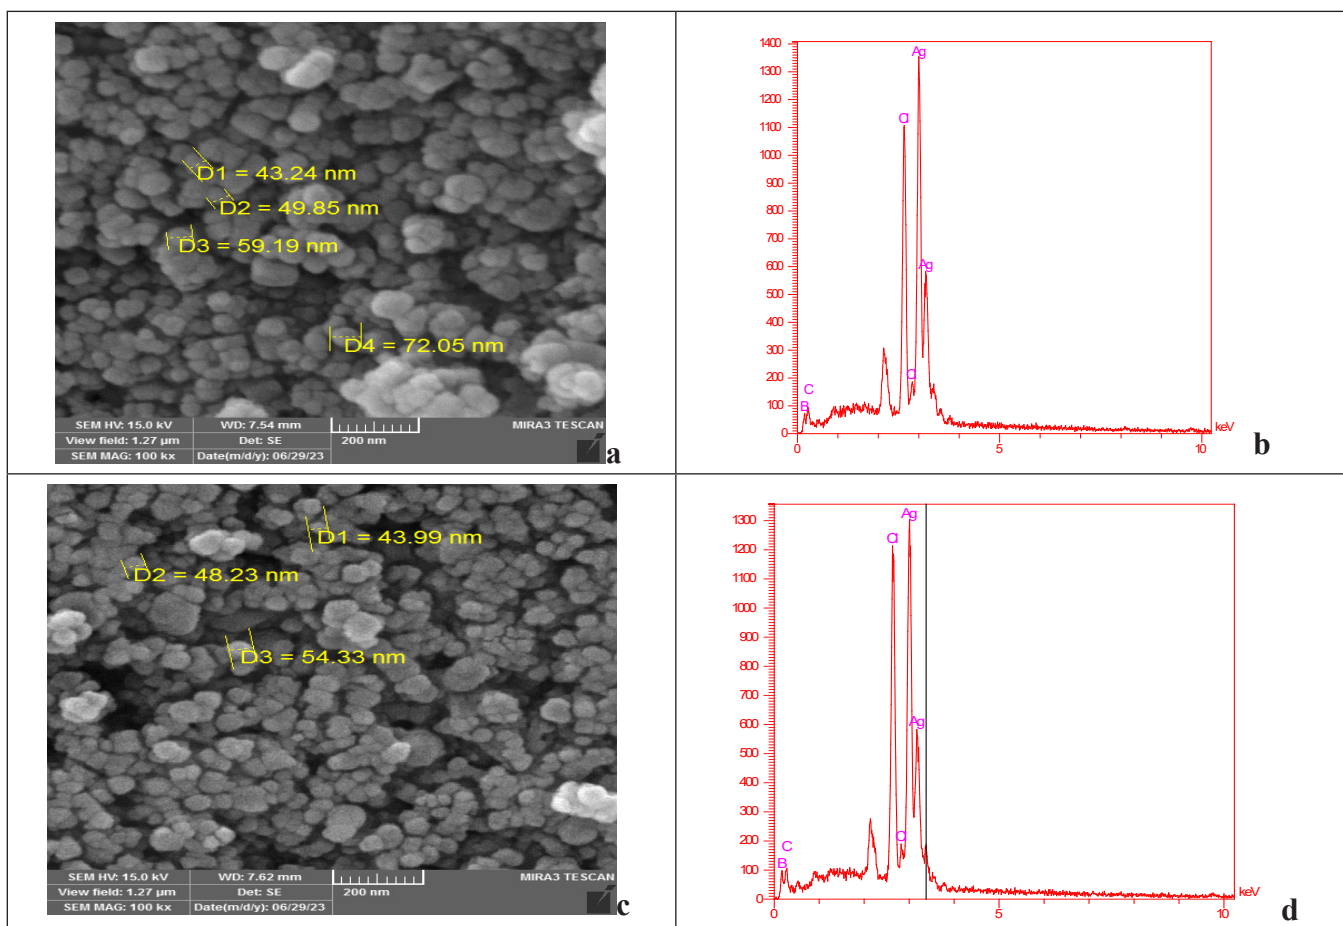 D1 = 43.24 nm
D2 = 49.85 nm
D3 = 59.19 nm
D4 = 72.05 nm
SEM HV: 15.0 kV WD: 7.54 mm MIRA3 TESCAN
View field: 1.27 µm Det: SE 200 nm
SEM MAG: 100 kx Date(m/d/y): 06/29/23
a
1400
1300
1200
1100
1000
900
800
700
600
500
400
300
200
100
0
Ag
Cl
Ag
Cl
C
B
0 5 10
keV
b
D1 = 43.99 nm
D2 = 48.23 nm
D3 = 54.33 nm
SEM HV: 15.0 kV WD: 7.62 mm MIRA3 TESCAN
View field: 1.27 µm Det: SE 200 nm
SEM MAG: 100 kx Date(m/d/y): 06/29/23
c
1300
1200
1100
1000
900
800
700
600
500
400
300
200
100
0
Ag
Cl
Ag
Cl
C
B
0 5 10
keV
d